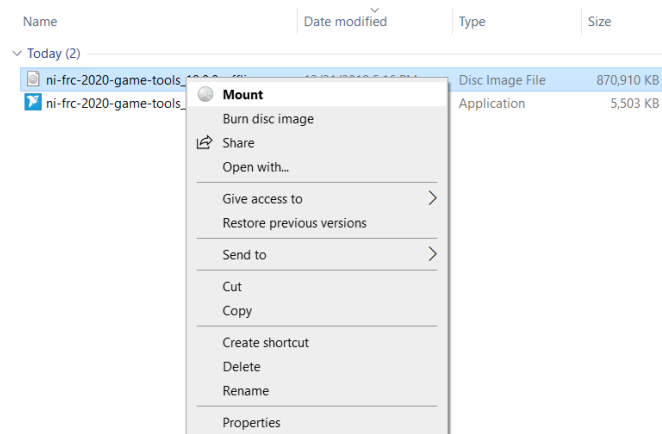 Name Date modified Type Size
Today (2)
ni-frc-2020-game-tools_ Disc Image File 870,910 KB
Mount
ni-frc-2020-game-tools_ Application 5,503 KB
Burn disc image
Share
Open with...
Give access to
Restore previous versions
Send to
Cut
Copy
Create shortcut
Delete
Rename
Properties